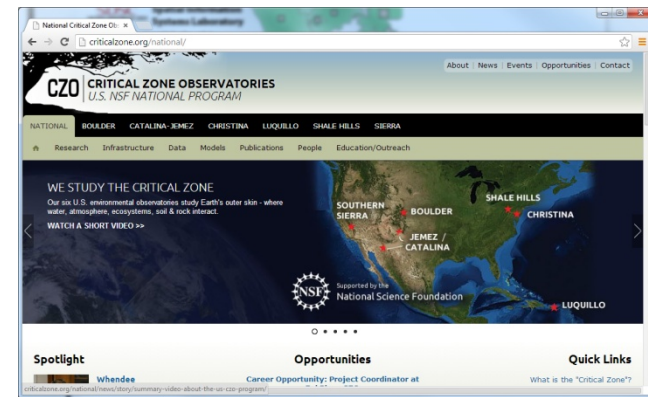 Spatial Information
Systems Laboratory
National Critical Zone Ob
criticalzone.org/national/
About | News | Events | Opportunities | Contact
CZO CRITICAL ZONE OBSERVATORIES
U.S. NSF NATIONAL PROGRAM
NATIONAL BOULDER CATALINA-JEMEZ CHRISTINA LUQUILLO SHALE HILLS SIERRA
Research Infrastructure Data Models Publications People Education/Outreach
WE STUDY THE CRITICAL ZONE
Our six U.S. environmental observatories study Earth's outer skin - where
water, atmosphere, ecosystems, soil & rock interact.
WATCH A SHORT VIDEO >>
SOUTHERN
SIERRA
BOULDER
JEMEZ /
CATALINA
SHALE HILLS
CHRISTINA
LUQUILLO
NSF
Supported by the
National Science Foundation
Spotlight
Opportunities
Quick Links
Whendee
Career Opportunity: Project Coordinator at
What is the "Critical Zone"?
criticalzone.org/national/news/story/summary-video-about-the-us-czo-program/